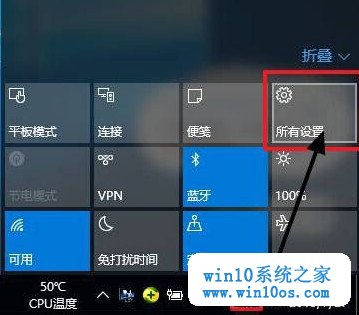 折叠
平板模式
连接
便笺
所有设置
节电模式
VPN
蓝牙
100%
可用
免打扰时间
50℃
CPU温度
win10系统之家
www.win10os.com